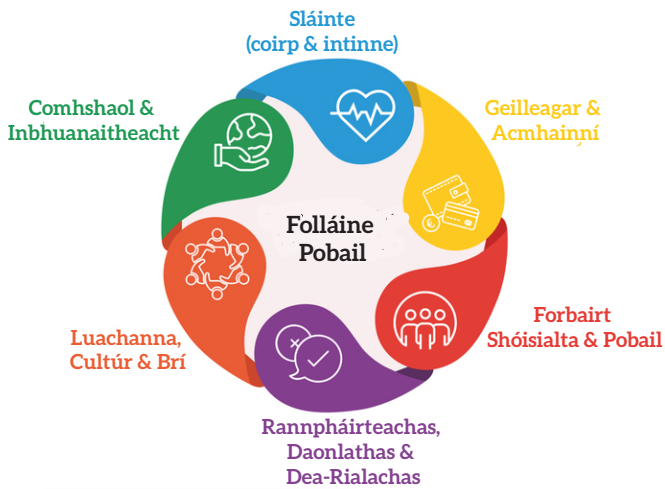 Sláinte
(coirp & intinne)
Geilleagar &
Acmhainní
Forbairt
Shóisialta & Pobail
Rannpháirteachas,
Daonlathas &
Dea-Rialachas
Luachanna,
Cultúr & Brí
Comhshaol &
Inbhuanaitheacht
Folláine
Pobail